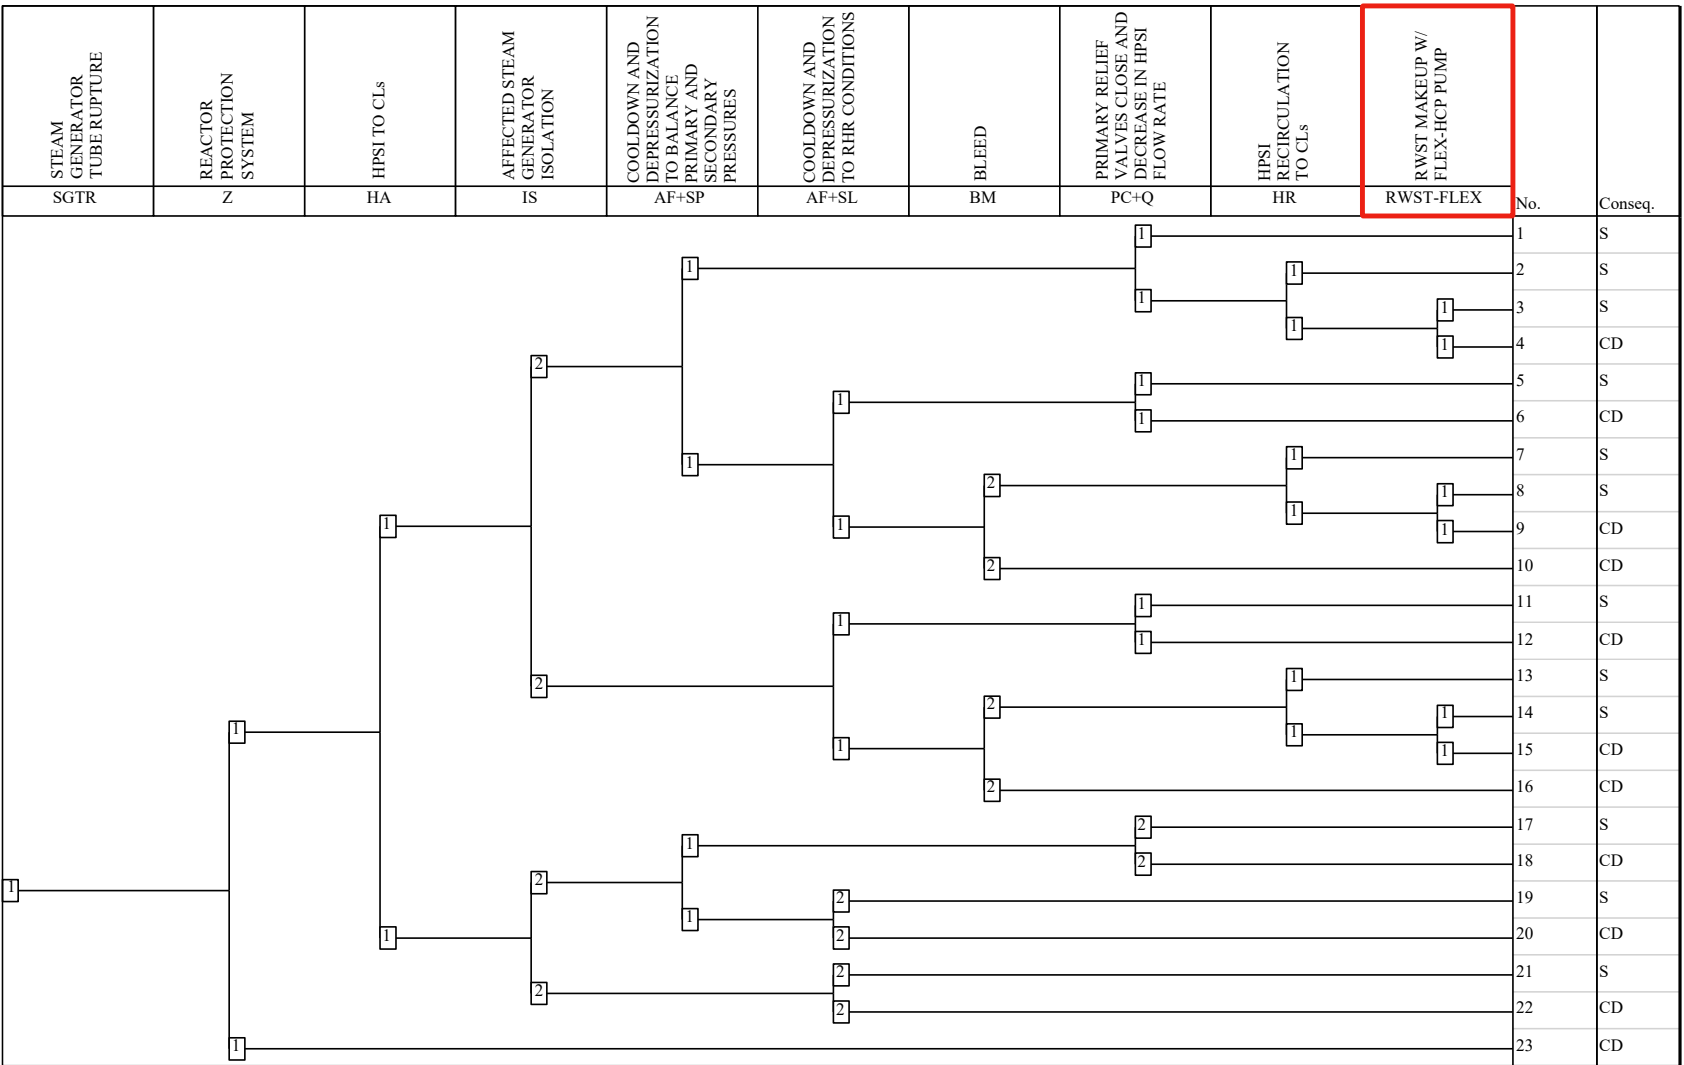 STEAM
GENERATOR
TUBE RUPTURE
REACTOR
PROTECTION
SYSTEM
HPSI TO CLs
AFFECTED STEAM
GENERATOR
ISOLATION
COOLDOWN AND
DEPRESSURIZATION
TO BALANCE
PRIMARY AND
SECONDARY
PRESSURES
COOLDOWN AND
DEPRESSURIZATION
TO RHR CONDITIONS
BLEED
PRIMARY RELIEF
VALVES CLOSE AND
DECREASE IN HPSI
FLOW RATE
HPSI
RECIRCULATION
TO CLs
RWST MAKEUP W/
FLEX-HCP PUMP
SGTR Z HA IS AF+SP AF+SL BM PC+Q HR RWST-FLEX No. Conseq.
1 1 S
1
1 2 S
1
1 3 S
1
1 4 CD
2
1 5 S
1
1 6 CD
1 7 S
1
2
1 8 S
1
1
1 9 CD
1
2 10 CD
1 11 S
1
1 12 CD
1 13 S
2
2
1 14 S
1
1
1
1 15 CD
2 16 CD
2 17 S
1
2 18 CD
2
1
2 19 S
1
1
2 20 CD
2 21 S
2
2 22 CD
1 23 CD